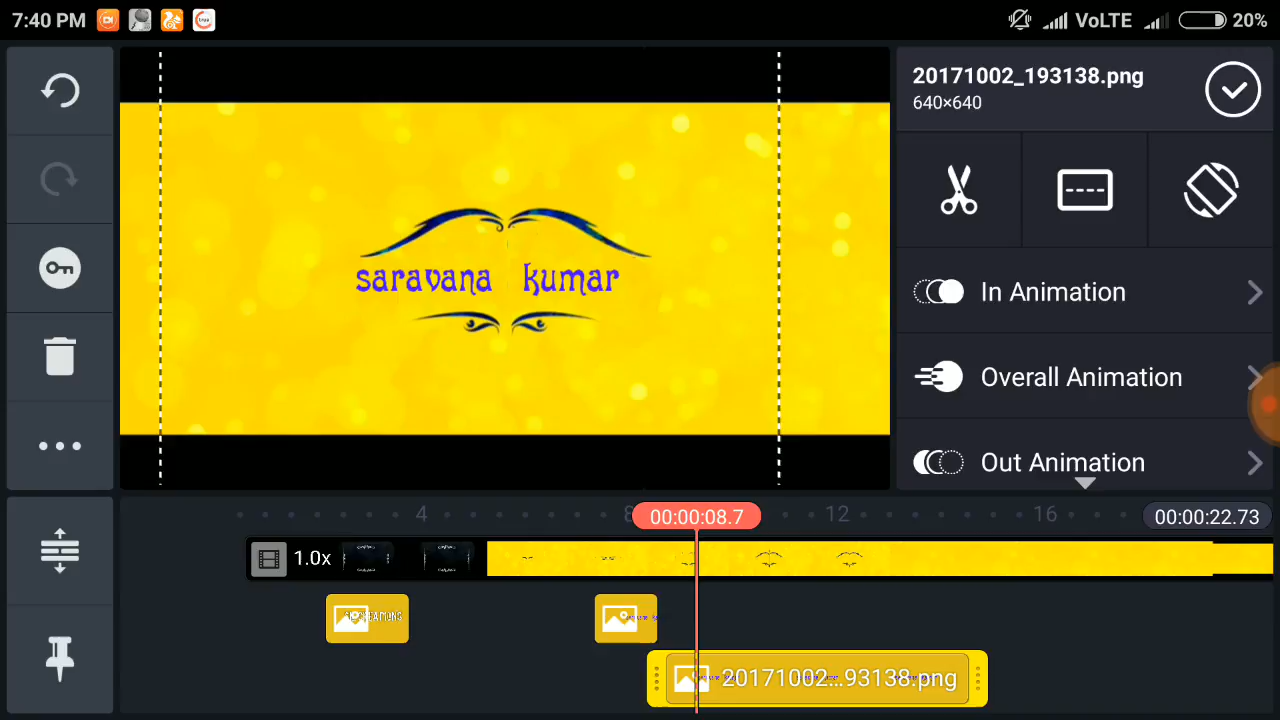 7:40 PM
VoLTE
20%
20171002_193138.png
640×640
In Animation
Overall Animation
Out Animation
saravana kumar
4
8
12
16
00:00:08.7
00:00:22.73
1.0x
20171002...93138.png